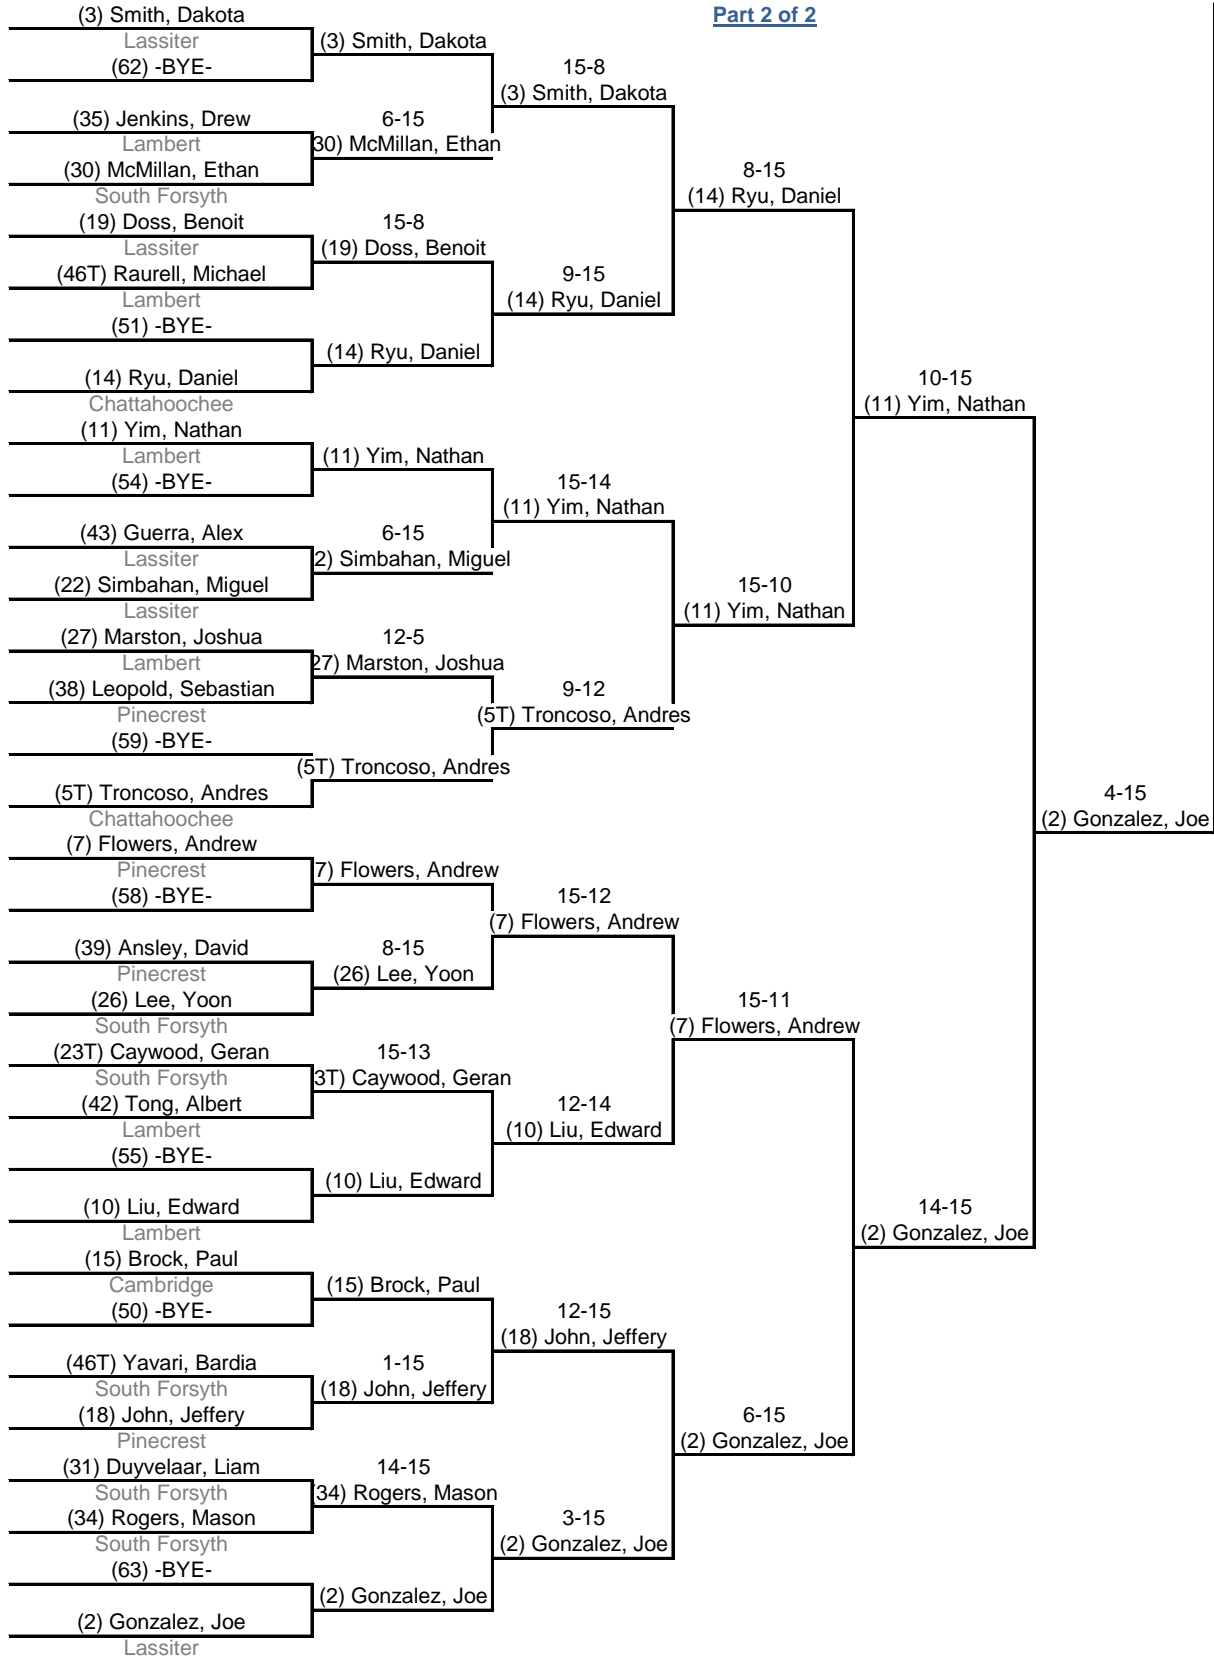 Part 2 of 2
(3) Smith, Dakota
Lassiter
(62) -BYE-
(35) Jenkins, Drew
Lambert
(30) McMillan, Ethan
South Forsyth
(19) Doss, Benoit
Lassiter
(46T) Raurell, Michael
Lambert
(51) -BYE-
(14) Ryu, Daniel
Chattahoochee
(11) Yim, Nathan
Lambert
(54) -BYE-
(43) Guerra, Alex
Lassiter
(22) Simbahan, Miguel
Lassiter
(27) Marston, Joshua
Lambert
(38) Leopold, Sebastian
Pinecrest
(59) -BYE-
(5T) Troncoso, Andres
Chattahoochee
(7) Flowers, Andrew
Pinecrest
(58) -BYE-
(39) Ansley, David
Pinecrest
(26) Lee, Yoon
South Forsyth
(23T) Caywood, Geran
South Forsyth
(42) Tong, Albert
Lambert
(55) -BYE-
(10) Liu, Edward
Lambert
(15) Brock, Paul
Cambridge
(50) -BYE-
(46T) Yavari, Bardia
South Forsyth
(18) John, Jeffery
Pinecrest
(31) Duyvelaar, Liam
South Forsyth
(34) Rogers, Mason
South Forsyth
(63) -BYE-
(2) Gonzalez, Joe
Lassiter
(3) Smith, Dakota
6-15
30) McMillan, Ethan
15-8
(19) Doss, Benoit
(14) Ryu, Daniel
(11) Yim, Nathan
6-15
2) Simbahan, Miguel
12-5
27) Marston, Joshua
(5T) Troncoso, Andres
7) Flowers, Andrew
8-15
(26) Lee, Yoon
15-13
3T) Caywood, Geran
(10) Liu, Edward
(15) Brock, Paul
1-15
(18) John, Jeffery
14-15
(34) Rogers, Mason
(2) Gonzalez, Joe
15-8
(3) Smith, Dakota
9-15
(14) Ryu, Daniel
15-14
(11) Yim, Nathan
9-12
(5T) Troncoso, Andres
15-12
(7) Flowers, Andrew
12-14
(10) Liu, Edward
12-15
(18) John, Jeffery
3-15
(2) Gonzalez, Joe
8-15
(14) Ryu, Daniel
15-10
(11) Yim, Nathan
15-11
(7) Flowers, Andrew
6-15
(2) Gonzalez, Joe
10-15
(11) Yim, Nathan
14-15
(2) Gonzalez, Joe
4-15
(2) Gonzalez, Joe